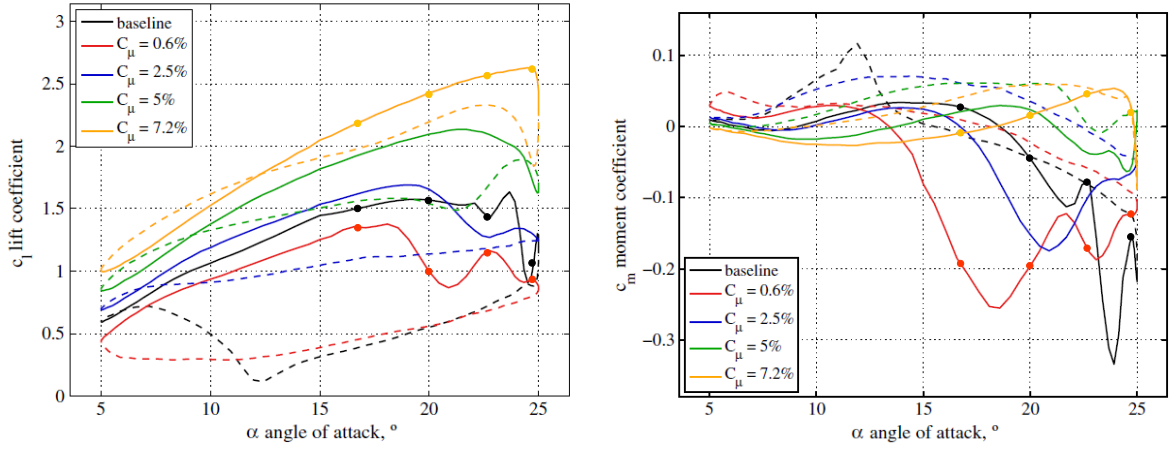 3
2.5
2
1.5
1
0.5
0
5
10
15
20
25
c_l lift coefficient
α angle of attack, º
baseline
C_μ = 0.6%
C_μ = 2.5%
C_μ = 5%
C_μ = 7.2%
0.1
0
−0.1
−0.2
−0.3
5
10
15
20
25
c_m moment coefficient
α angle of attack, º
baseline
C_μ = 0.6%
C_μ = 2.5%
C_μ = 5%
C_μ = 7.2%